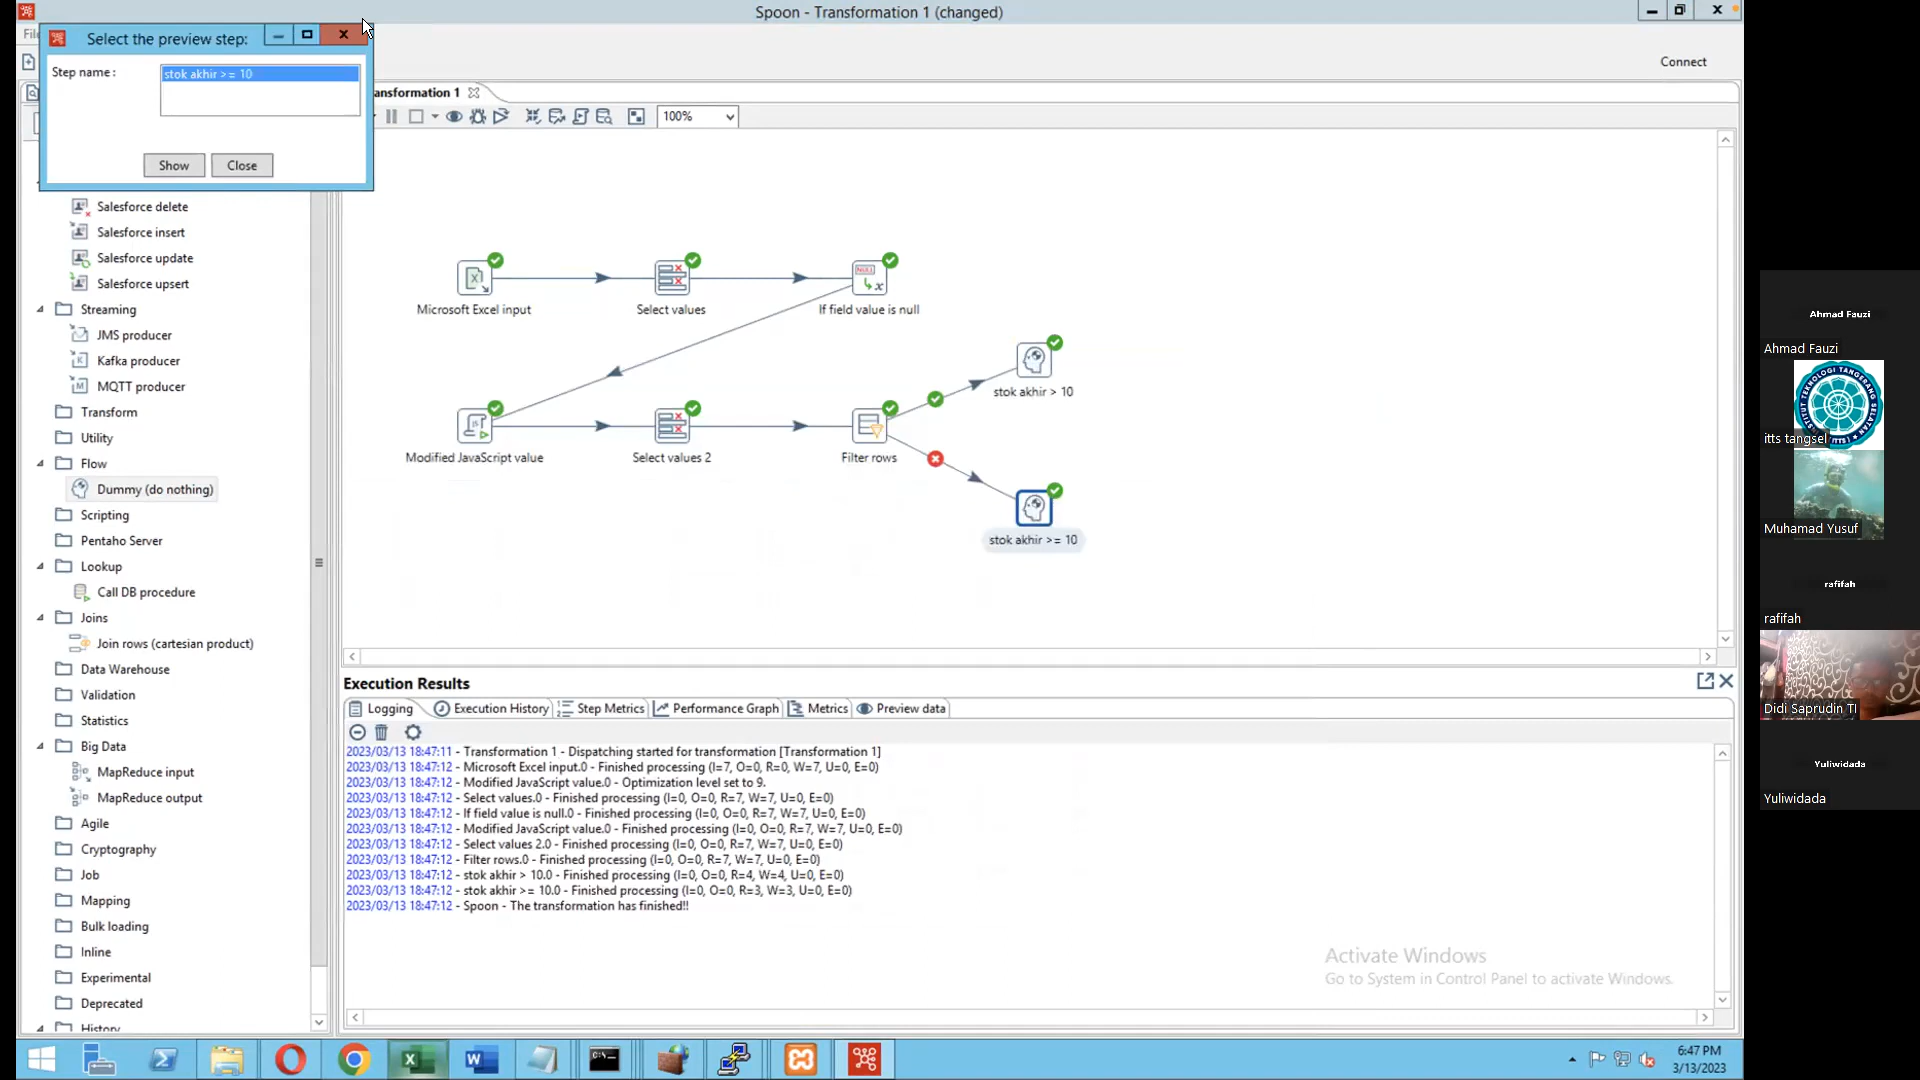 Spoon - Transformation 1 (changed)
Select the preview step:
Step name :
stok akhir >= 10
Show
Close
Connect
ansformation 1
100%
Salesforce delete
Salesforce insert
Salesforce update
Salesforce upsert
Streaming
JMS producer
Kafka producer
MQTT producer
Transform
Utility
Flow
Dummy (do nothing)
Scripting
Pentaho Server
Lookup
Call DB procedure
Joins
Join rows (cartesian product)
Data Warehouse
Validation
Statistics
Big Data
MapReduce input
MapReduce output
Agile
Cryptography
Job
Mapping
Bulk loading
Inline
Experimental
Deprecated
History
Microsoft Excel input
Select values
If field value is null
stok akhir > 10
Modified JavaScript value
Select values 2
Filter rows
stok akhir >= 10
Execution Results
Logging
Execution History
Step Metrics
Performance Graph
Metrics
Preview data
2023/03/13 18:47:11 - Transformation 1 - Dispatching started for transformation [Transformation 1]
2023/03/13 18:47:12 - Microsoft Excel input.0 - Finished processing (I=7, O=0, R=0, W=7, U=0, E=0)
2023/03/13 18:47:12 - Modified JavaScript value.0 - Optimization level set to 9.
2023/03/13 18:47:12 - Select values.0 - Finished processing (I=0, O=0, R=7, W=7, U=0, E=0)
2023/03/13 18:47:12 - If field value is null.0 - Finished processing (I=0, O=0, R=7, W=7, U=0, E=0)
2023/03/13 18:47:12 - Modified JavaScript value.0 - Finished processing (I=0, O=0, R=7, W=7, U=0, E=0)
2023/03/13 18:47:12 - Select values 2.0 - Finished processing (I=0, O=0, R=7, W=7, U=0, E=0)
2023/03/13 18:47:12 - Filter rows.0 - Finished processing (I=0, O=0, R=7, W=7, U=0, E=0)
2023/03/13 18:47:12 - stok akhir > 10.0 - Finished processing (I=0, O=0, R=4, W=4, U=0, E=0)
2023/03/13 18:47:12 - stok akhir >= 10.0 - Finished processing (I=0, O=0, R=3, W=3, U=0, E=0)
2023/03/13 18:47:12 - Spoon - The transformation has finished!!
Activate Windows
Go to System in Control Panel to activate Windows.
6:47 PM
3/13/2023
Ahmad Fauzi
Ahmad Fauzi
itts tangsel
Muhamad Yusuf
rafifah
rafifah
Didi Saprudin TI
Yuliwidada
Yuliwidada